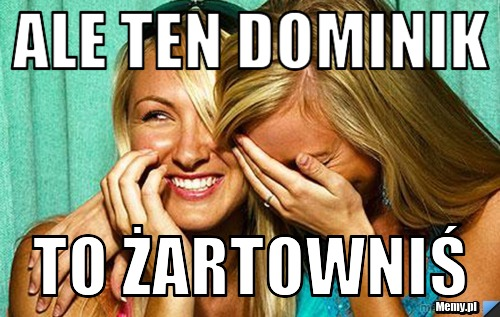 ALE TEN DOMINIK
TO ŻARTOWNIŚ
Memy.pl